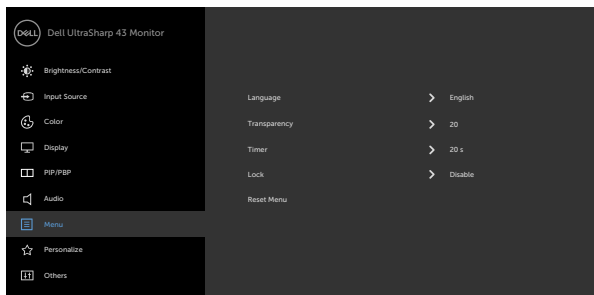 DELL
Dell UltraSharp 43 Monitor
Brightness/Contrast
Input Source
Language English
Color
Transparency 20
Display
Timer 20 s
PIP/PBP
Lock Disable
Audio
Reset Menu
Menu
Personalize
Others